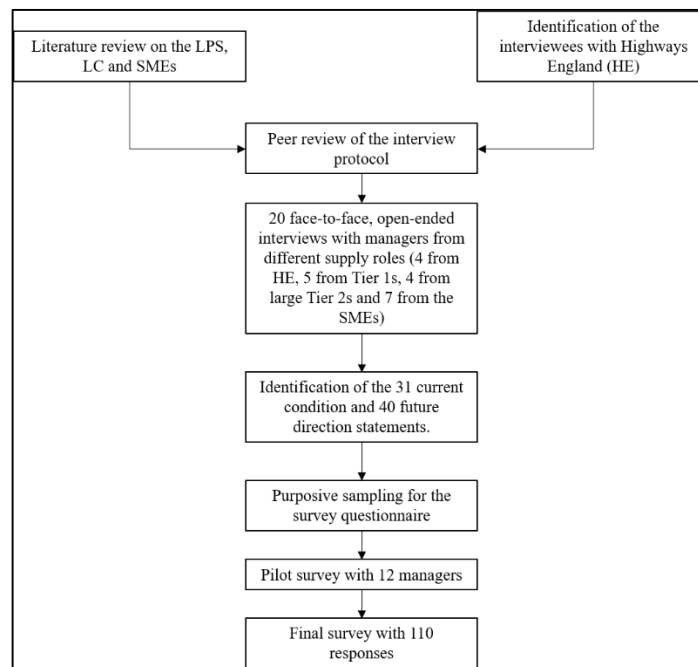 Literature review on the LPS,
LC and SMEs
Identification of the
interviewees with Highways
England (HE)
Peer review of the interview
protocol
20 face-to-face, open-ended
interviews with managers from
different supply roles (4 from
HE, 5 from Tier 1s, 4 from
large Tier 2s and 7 from the
SMEs)
Identification of the 31 current
condition and 40 future
direction statements.
Purposive sampling for the
survey questionnaire
Pilot survey with 12 managers
Final survey with 110
responses